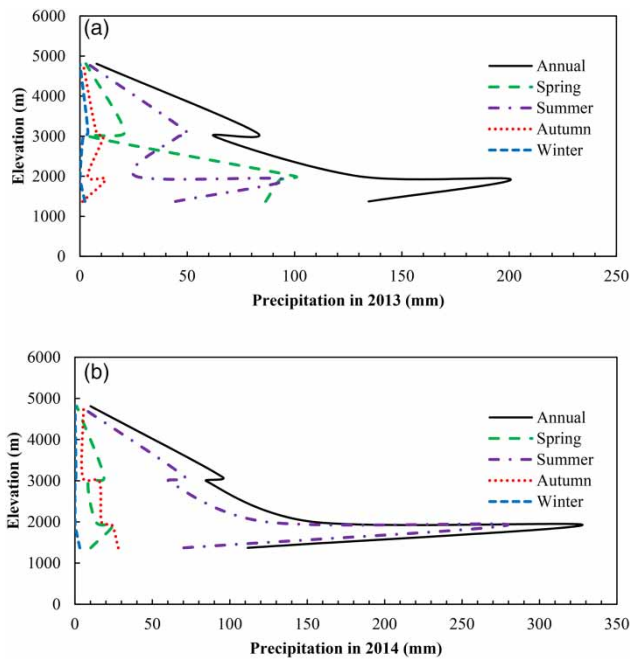 (a)
6000
5000
4000
3000
2000
1000
0
Elevation (m)
Annual
Spring
Summer
Autumn
Winter
0 50 100 150 200 250
Precipitation in 2013 (mm)
(b)
6000
5000
4000
3000
2000
1000
0
Elevation (m)
Annual
Spring
Summer
Autumn
Winter
0 50 100 150 200 250 300 350
Precipitation in 2014 (mm)